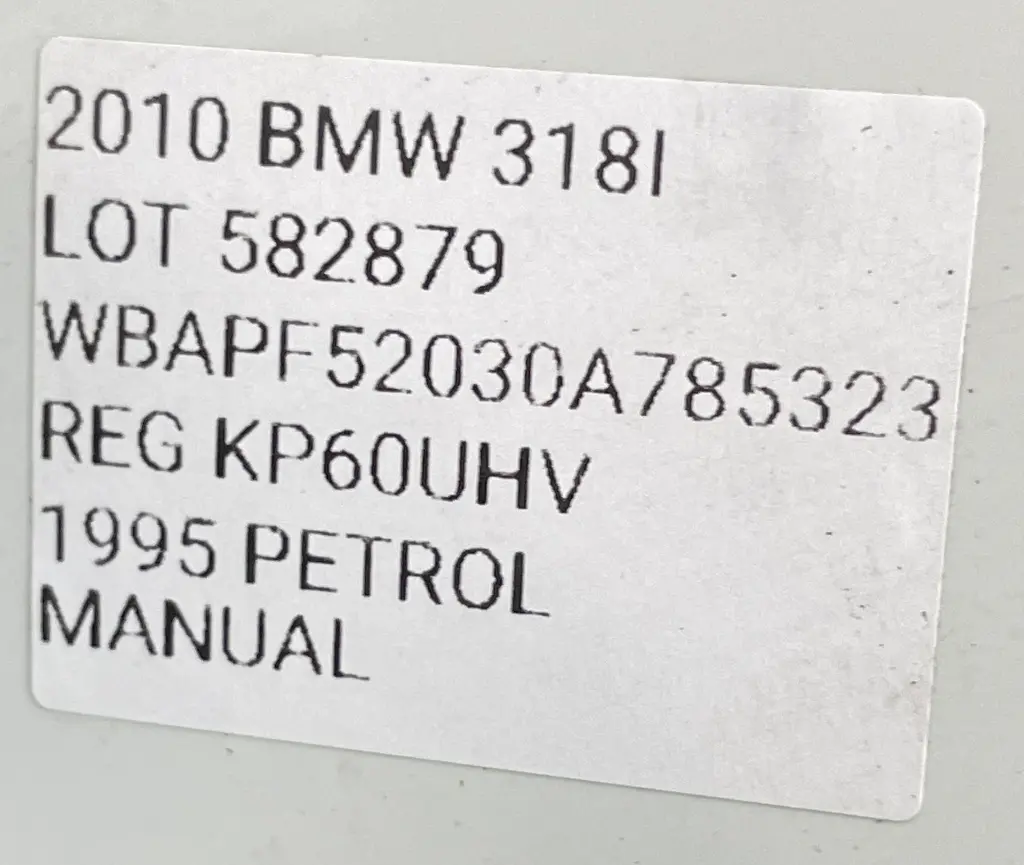 2010 BMW 318I
LOT 582879
WBAPF52030A785323
REG KP60UHV
1995 PETROL
MANUAL